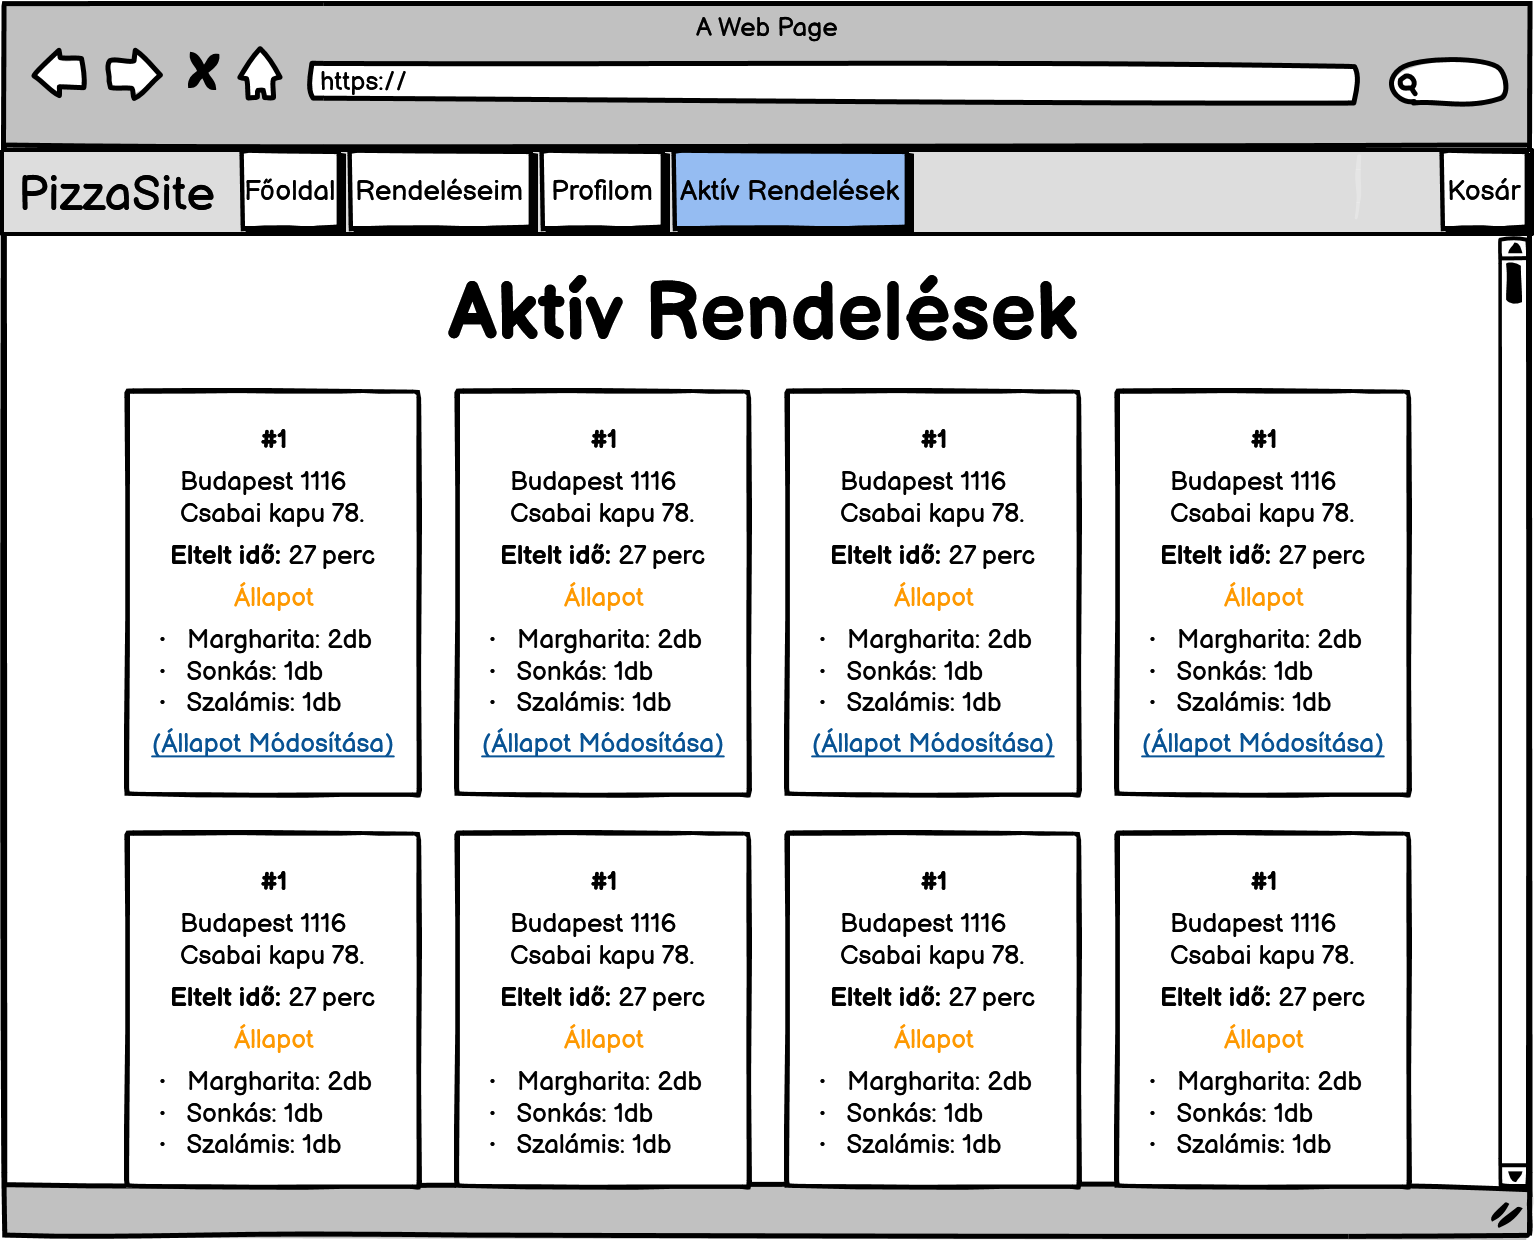 A Web Page
https://
PizzaSite Főoldal Rendeléseim Profilom Aktív Rendelések Kosár
Aktív Rendelések
#1
Budapest 1116
Csabai kapu 78.
Eltelt idő: 27 perc
Állapot
• Margharita: 2db
• Sonkás: 1db
• Szalámis: 1db
(Állapot Módosítása)
#1
Budapest 1116
Csabai kapu 78.
Eltelt idő: 27 perc
Állapot
• Margharita: 2db
• Sonkás: 1db
• Szalámis: 1db
(Állapot Módosítása)
#1
Budapest 1116
Csabai kapu 78.
Eltelt idő: 27 perc
Állapot
• Margharita: 2db
• Sonkás: 1db
• Szalámis: 1db
(Állapot Módosítása)
#1
Budapest 1116
Csabai kapu 78.
Eltelt idő: 27 perc
Állapot
• Margharita: 2db
• Sonkás: 1db
• Szalámis: 1db
(Állapot Módosítása)
#1
Budapest 1116
Csabai kapu 78.
Eltelt idő: 27 perc
Állapot
• Margharita: 2db
• Sonkás: 1db
• Szalámis: 1db
#1
Budapest 1116
Csabai kapu 78.
Eltelt idő: 27 perc
Állapot
• Margharita: 2db
• Sonkás: 1db
• Szalámis: 1db
#1
Budapest 1116
Csabai kapu 78.
Eltelt idő: 27 perc
Állapot
• Margharita: 2db
• Sonkás: 1db
• Szalámis: 1db
#1
Budapest 1116
Csabai kapu 78.
Eltelt idő: 27 perc
Állapot
• Margharita: 2db
• Sonkás: 1db
• Szalámis: 1db